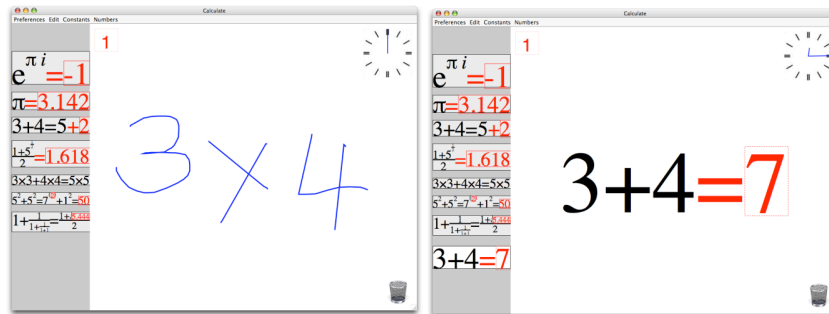 Calculate
Preferences Edit Constants Numbers
1
e^πi=-1
π=3.142
3+4=5+2
3×3+4×4=5×5
3×4
Calculate
Preferences Edit Constants Numbers
1
e^πi=-1
π=3.142
3+4=5+2
3×3+4×4=5×5
3+4=7
3+4=7